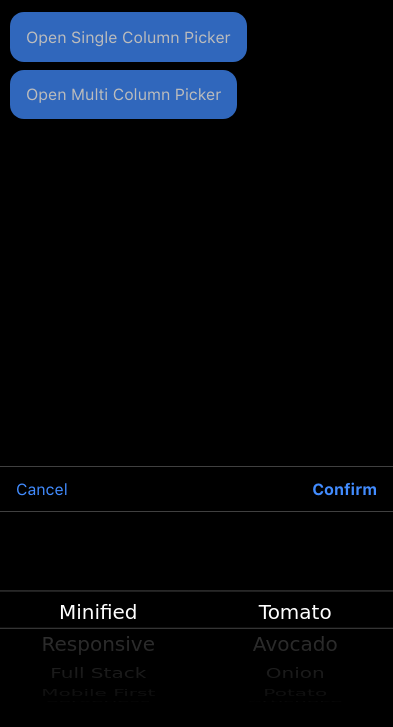 Open Single Column Picker
Open Multi Column Picker
Cancel Confirm
Minified Tomato
Responsive Avocado
Full Stack Onion
Mobile First Potato